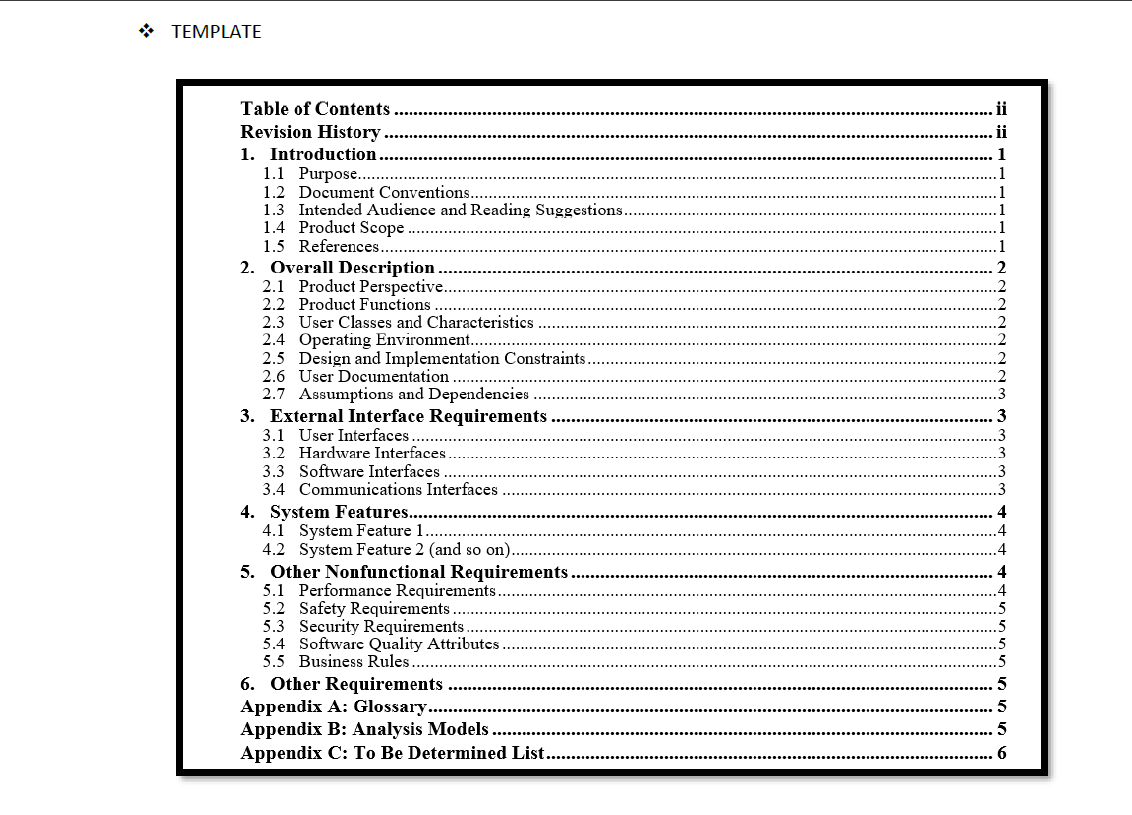 ❖ TEMPLATE
Table of Contents ........ ii
Revision History ........ ii
1. Introduction ........ 1
1.1 Purpose ........ 1
1.2 Document Conventions ........ 1
1.3 Intended Audience and Reading Suggestions ........ 1
1.4 Product Scope ........ 1
1.5 References ........ 1
2. Overall Description ........ 2
2.1 Product Perspective ........ 2
2.2 Product Functions ........ 2
2.3 User Classes and Characteristics ........ 2
2.4 Operating Environment ........ 2
2.5 Design and Implementation Constraints ........ 2
2.6 User Documentation ........ 2
2.7 Assumptions and Dependencies ........ 3
3. External Interface Requirements ........ 3
3.1 User Interfaces ........ 3
3.2 Hardware Interfaces ........ 3
3.3 Software Interfaces ........ 3
3.4 Communications Interfaces ........ 3
4. System Features ........ 4
4.1 System Feature 1 ........ 4
4.2 System Feature 2 (and so on) ........ 4
5. Other Nonfunctional Requirements ........ 4
5.1 Performance Requirements ........ 4
5.2 Safety Requirements ........ 5
5.3 Security Requirements ........ 5
5.4 Software Quality Attributes ........ 5
5.5 Business Rules ........ 5
6. Other Requirements ........ 5
Appendix A: Glossary ........ 5
Appendix B: Analysis Models ........ 5
Appendix C: To Be Determined List ........ 6